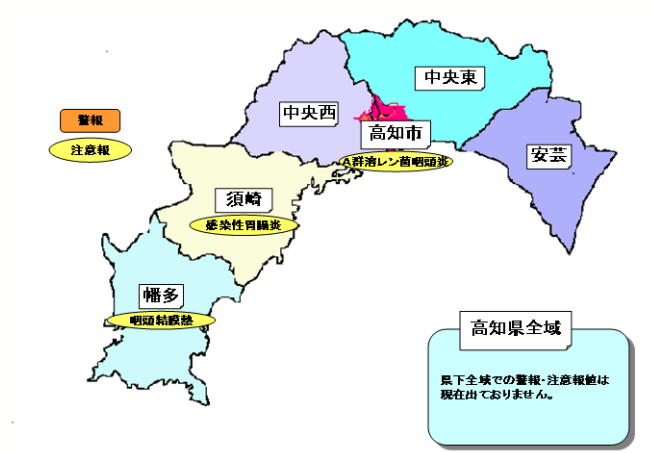 中央東
中央西
警報
高知市
注意報
A群溶レン菌咽頭炎
安芸
須崎
感染性胃腸炎
幡多
咽頭結膜熱
高知県全域
県下全域での警報・注意報値は
現在出ておりません。